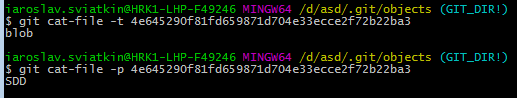 iaroslav.sviatkin@HRK1-LHP-F49246 MINGW64 /d/asd/.git/objects (GIT_DIR!)
$ git cat-file -t 4e645290f81fd659871d704e33ecce2f72b22ba3
blob
iaroslav.sviatkin@HRK1-LHP-F49246 MINGW64 /d/asd/.git/objects (GIT_DIR!)
$ git cat-file -p 4e645290f81fd659871d704e33ecce2f72b22ba3
SDD